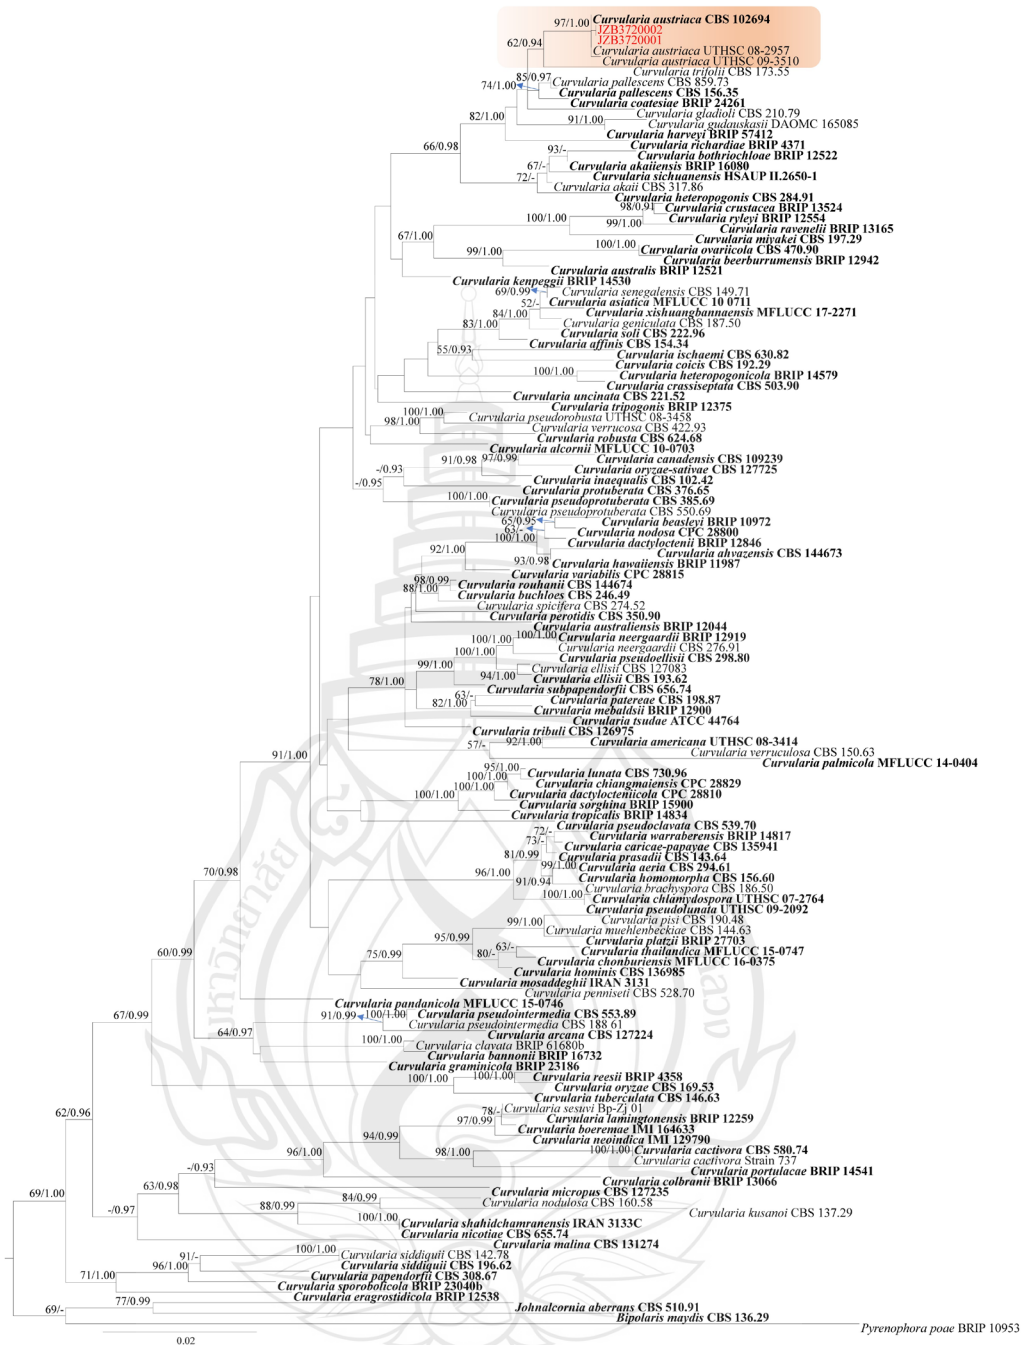 Curvularia austriaca CBS 102694
97/1.00
JZB3720002
JZB3720001
62/0.94
Curvularia austriaca UTHSC 08-2957
Curvularia austriaca UTHSC 09-3510
Curvularia trifolii CBS 173.55
85/0.97
Curvularia pallescens CBS 859.73
74/1.00
Curvularia pallescens CBS 156.35
Curvularia coatesiae BRIP 24261
Curvularia gladioli CBS 210.79
82/1.00
91/1.00
Curvularia gudauskasii DAOMC 165085
Curvularia harveyi BRIP 57412
Curvularia richardiae BRIP 4371
66/0.98
93/-
Curvularia bothriochloae BRIP 12522
67/-
Curvularia akaiiensis BRIP 16080
72/-
Curvularia sichuanensis HSAUP II.2650-1
Curvularia akaii CBS 317.86
Curvularia heteropogonis CBS 284.91
98/0.91
Curvularia crustacea BRIP 13524
100/1.00
Curvularia ryleyi BRIP 12554
99/1.00
Curvularia ravenelii BRIP 13165
67/1.00
Curvularia miyakei CBS 197.29
100/1.00
Curvularia ovariicola CBS 470.90
99/1.00
Curvularia beerburrumensis BRIP 12942
Curvularia australis BRIP 12521
Curvularia kenpeggii BRIP 14530
69/0.99
Curvularia senegalensis CBS 149.71
52/-
Curvularia asiatica MFLUCC 10 0711
84/1.00
Curvularia xishuangbannaensis MFLUCC 17-2271
83/1.00
Curvularia geniculata CBS 187.50
Curvularia soli CBS 222.96
Curvularia affinis CBS 154.34
55/0.93
Curvularia ischaemi CBS 630.82
Curvularia coicis CBS 192.29
100/1.00
Curvularia heteropogonicola BRIP 14579
Curvularia crassiseptata CBS 503.90
Curvularia uncinata CBS 221.52
Curvularia tripogonis BRIP 12375
100/1.00
Curvularia pseudorobusta UTHSC 08-3458
98/1.00
Curvularia verrucosa CBS 422.93
Curvularia robusta CBS 624.68
Curvularia alcornii MFLUCC 10-0703
91/0.98
97/0.99
Curvularia canadensis CBS 109239
-/0.93
Curvularia oryzae-sativae CBS 127725
-/0.95
Curvularia inaequalis CBS 102.42
Curvularia protuberata CBS 376.65
100/1.00
Curvularia pseudoprotuberata CBS 385.69
Curvularia pseudoprotuberata CBS 550.69
65/0.95
Curvularia beasleyi BRIP 10972
63/-
Curvularia nodosa CPC 28800
100/1.00
Curvularia dactyloctenii BRIP 12846
92/1.00
Curvularia ahvazensis CBS 144673
93/0.98
Curvularia hawaiiensis BRIP 11987
Curvularia variabilis CPC 28815
98/0.99
Curvularia rouhanii CBS 144674
88/1.00
Curvularia buchloes CBS 246.49
Curvularia spicifera CBS 274.52
Curvularia perotidis CBS 350.90
Curvularia australiensis BRIP 12044
100/1.00
100/1.00
Curvularia neergaardii BRIP 12919
100/1.00
Curvularia neergaardii CBS 276.91
Curvularia pseudoellisii CBS 298.80
99/1.00
Curvularia ellisii CBS 127083
94/1.00
Curvularia ellisii CBS 193.62
78/1.00
Curvularia subpapendorfii CBS 656.74
63/-
Curvularia patereae CBS 198.87
82/1.00
Curvularia mebaldsii BRIP 12900
Curvularia tsudae ATCC 44764
Curvularia tribuli CBS 126975
57/-
92/1.00
Curvularia americana UTHSC 08-3414
91/1.00
Curvularia verruculosa CBS 150.63
Curvularia palmicola MFLUCC 14-0404
95/1.00
Curvularia lunata CBS 730.96
100/1.00
Curvularia chiangmaiensis CPC 28829
100/1.00
Curvularia dactylocteniicola CPC 28810
100/1.00
Curvularia sorghina BRIP 15900
Curvularia tropicalis BRIP 14834
Curvularia pseudoclavata CBS 539.70
72/-
Curvularia warraberensis BRIP 14817
73/-
Curvularia caricae-papayae CBS 135941
81/0.99
Curvularia prasadii CBS 143.64
99/1.00
Curvularia aeria CBS 294.61
96/1.00
91/0.94
Curvularia homomorpha CBS 156.60
Curvularia brachyspora CBS 186.50
70/0.98
100/1.00
Curvularia chlamydospora UTHSC 07-2764
Curvularia pseudolunata UTHSC 09-2092
99/1.00
Curvularia pisi CBS 190.48
Curvularia muehlenbeckiae CBS 144.63
95/0.99
Curvularia platzii BRIP 27703
63/-
Curvularia thailandica MFLUCC 15-0747
60/0.99
75/0.99
80/-
Curvularia chonburiensis MFLUCC 16-0375
Curvularia hominis CBS 136985
Curvularia mosaddeghii IRAN 3131
Curvularia penniseti CBS 528.70
Curvularia pandanicola MFLUCC 15-0746
67/0.99
91/0.99
100/1.00
Curvularia pseudointermedia CBS 553.89
Curvularia pseudointermedia CBS 188 61
64/0.97
Curvularia arcana CBS 127224
100/1.00
Curvularia clavata BRIP 61680b
Curvularia bannonii BRIP 16732
Curvularia graminicola BRIP 23186
100/1.00
100/1.00
Curvularia reesii BRIP 4358
Curvularia oryzae CBS 169.53
Curvularia tuberculata CBS 146.63
62/0.96
78/-
Curvularia sesuvi Bp-Zj 01
97/0.99
Curvularia lamingtonensis BRIP 12259
Curvularia boeremae IMI 164633
94/0.99
Curvularia neoindica IMI 129790
96/1.00
98/1.00
100/1.00
Curvularia cactivora CBS 580.74
Curvularia cactivora Strain 737
-/0.93
Curvularia portulacae BRIP 14541
Curvularia colbranii BRIP 13066
69/1.00
63/0.99
Curvularia micropus CBS 127235
84/0.99
Curvularia nodulosa CBS 160.58
-/0.97
88/0.99
Curvularia kusanoi CBS 137.29
100/1.00
Curvularia shahidchamranensis IRAN 3133C
Curvularia nicotiae CBS 655.74
Curvularia malina CBS 131274
91/-
100/1.00
Curvularia siddiquii CBS 142.78
96/1.00
Curvularia siddiquii CBS 196.62
71/1.00
Curvularia papendorfii CBS 308.67
Curvularia sporobolicola BRIP 23040b
Curvularia eragrostidicola BRIP 12538
77/0.99
Johnalcornia aberrans CBS 510.91
69/-
Bipolaris maydis CBS 136.29
Pyrenophora poae BRIP 10953
0.02